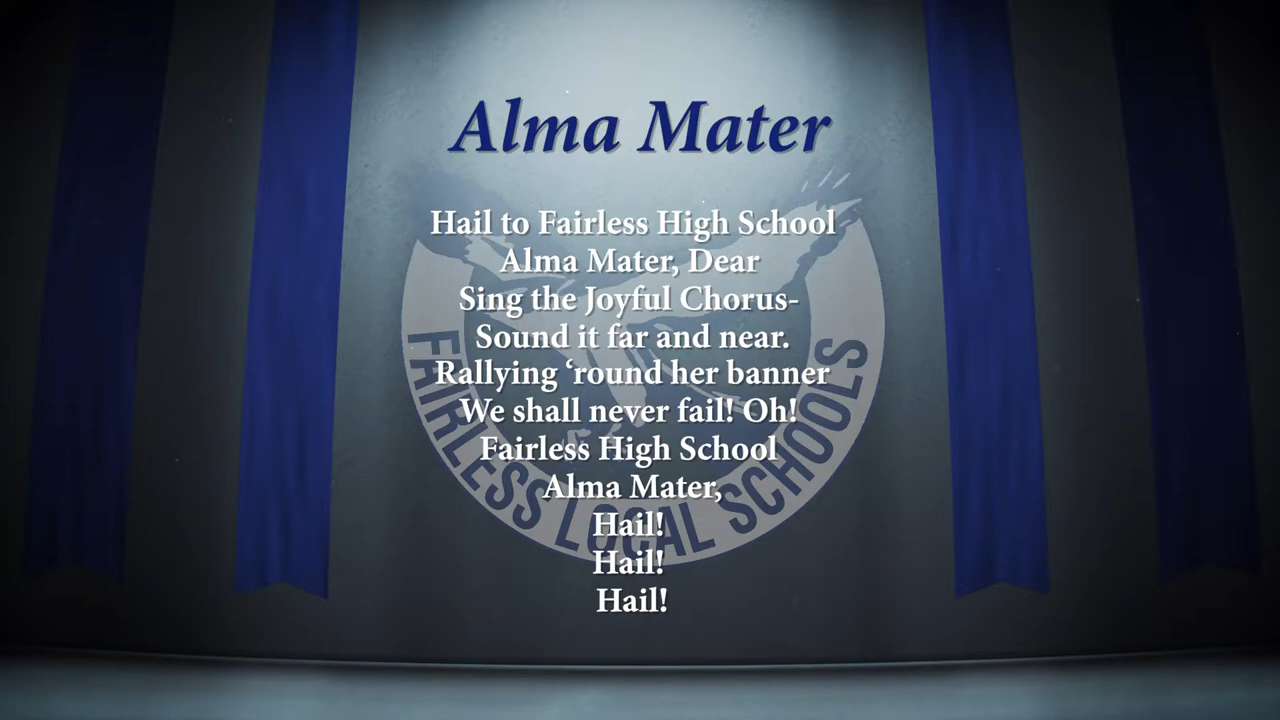 Alma Mater
Hail to Fairless High School
Alma Mater, Dear
Sing the Joyful Chorus-
Sound it far and near.
Rallying ‘round her banner
We shall never fail! Oh!
Fairless High School
Alma Mater,
Hail!
Hail!
Hail!
FAIRLESS LOCAL SCHOOLS